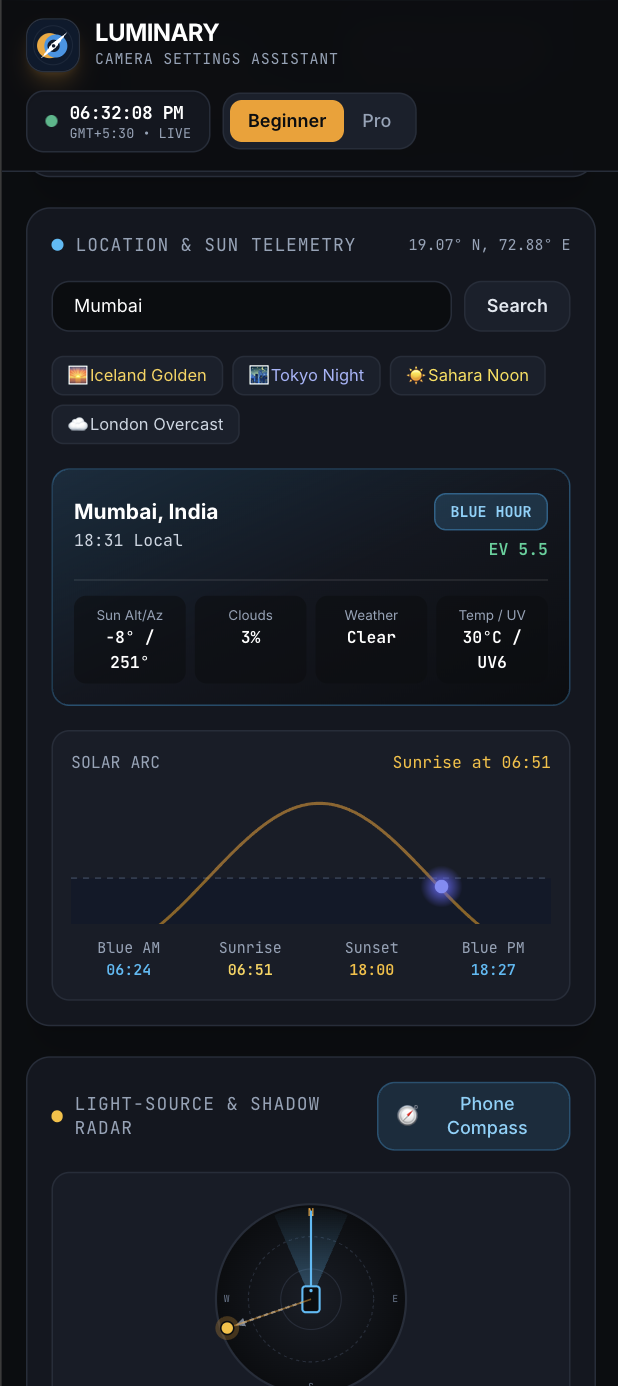 LUMINARY
CAMERA SETTINGS ASSISTANT
06:32:08 PM
GMT+5:30 • LIVE
Beginner
Pro
LOCATION & SUN TELEMETRY
19.07° N, 72.88° E
Mumbai
Search
Iceland Golden
Tokyo Night
Sahara Noon
London Overcast
Mumbai, India
BLUE HOUR
18:31 Local
EV 5.5
Sun Alt/Az
-8° /
251°
Clouds
3%
Weather
Clear
Temp / UV
30°C /
UV6
SOLAR ARC
Sunrise at 06:51
Blue AM
06:24
Sunrise
06:51
Sunset
18:00
Blue PM
18:27
LIGHT-SOURCE & SHADOW
RADAR
Phone
Compass
N
W
E